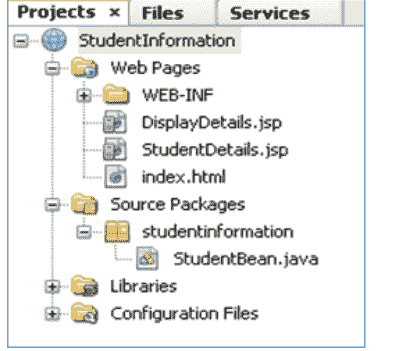 Projects × Files Services
StudentInformation
Web Pages
WEB-INF
DisplayDetails.jsp
StudentDetails.jsp
index.html
Source Packages
studentinformation
StudentBean.java
Libraries
Configuration Files